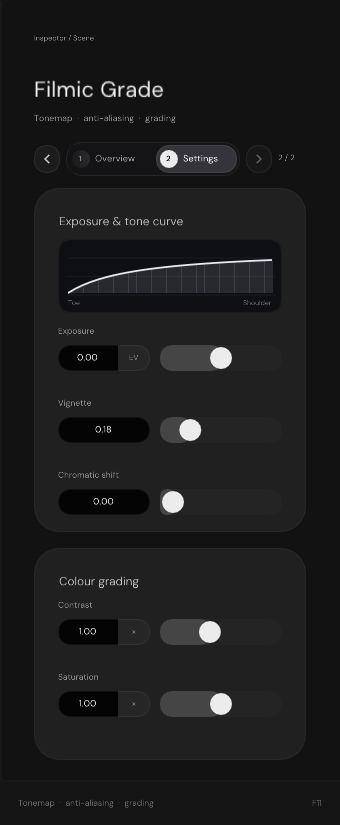 Inspector / Scene
Filmic Grade
Tonemap · anti-aliasing · grading
1 Overview 2 Settings 2 / 2
Exposure & tone curve
Toe Shoulder
Exposure
0.00 EV
Vignette
0.18
Chromatic shift
0.00
Colour grading
Contrast
1.00 ×
Saturation
1.00 ×
Tonemap · anti-aliasing · grading F11